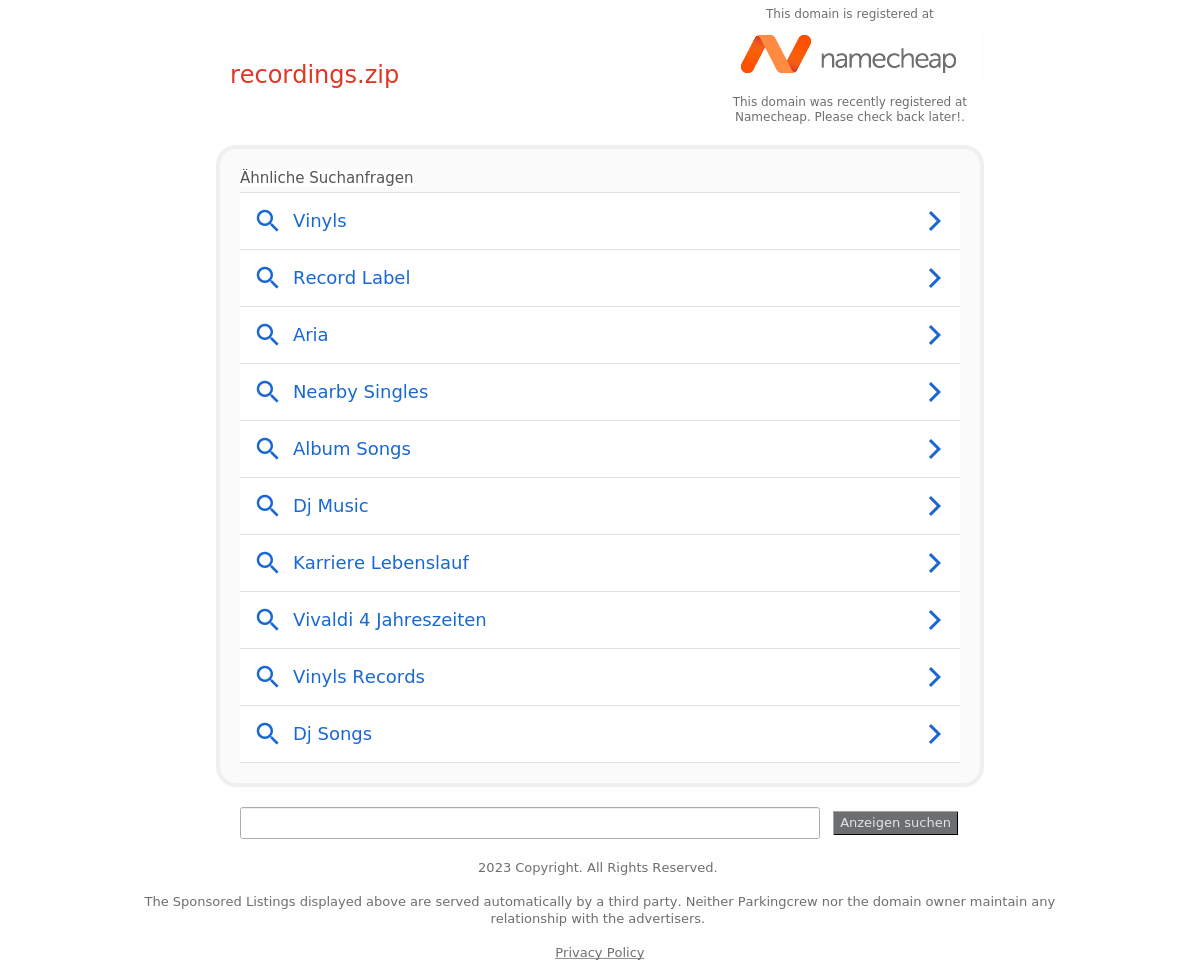 This domain is registered at
namecheap
recordings.zip
This domain was recently registered at
Namecheap. Please check back later!.
Ähnliche Suchanfragen
Vinyls
Record Label
Aria
Nearby Singles
Album Songs
Dj Music
Karriere Lebenslauf
Vivaldi 4 Jahreszeiten
Vinyls Records
Dj Songs
Anzeigen suchen
2023 Copyright. All Rights Reserved.
The Sponsored Listings displayed above are served automatically by a third party. Neither Parkingcrew nor the domain owner maintain any
relationship with the advertisers.
Privacy Policy